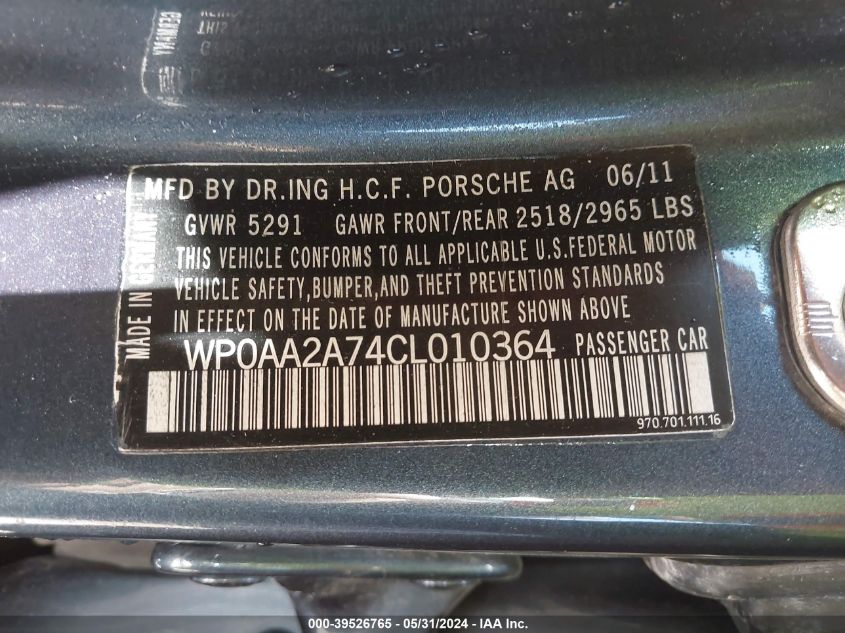 MFD BY DR.ING H.C.F. PORSCHE AG 06/11
GVWR 5291 GAWR FRONT/REAR 2518/2965 LBS
THIS VEHICLE CONFORMS TO ALL APPLICABLE U.S.FEDERAL MOTOR
VEHICLE SAFETY,BUMPER,AND THEFT PREVENTION STANDARDS
IN EFFECT ON THE DATE OF MANUFACTURE SHOWN ABOVE
WP0AA2A74CL010364 PASSENGER CAR
970.701.111.16
MADE IN GERMANY
000-39526765 - 05/31/2024 - IAA Inc.